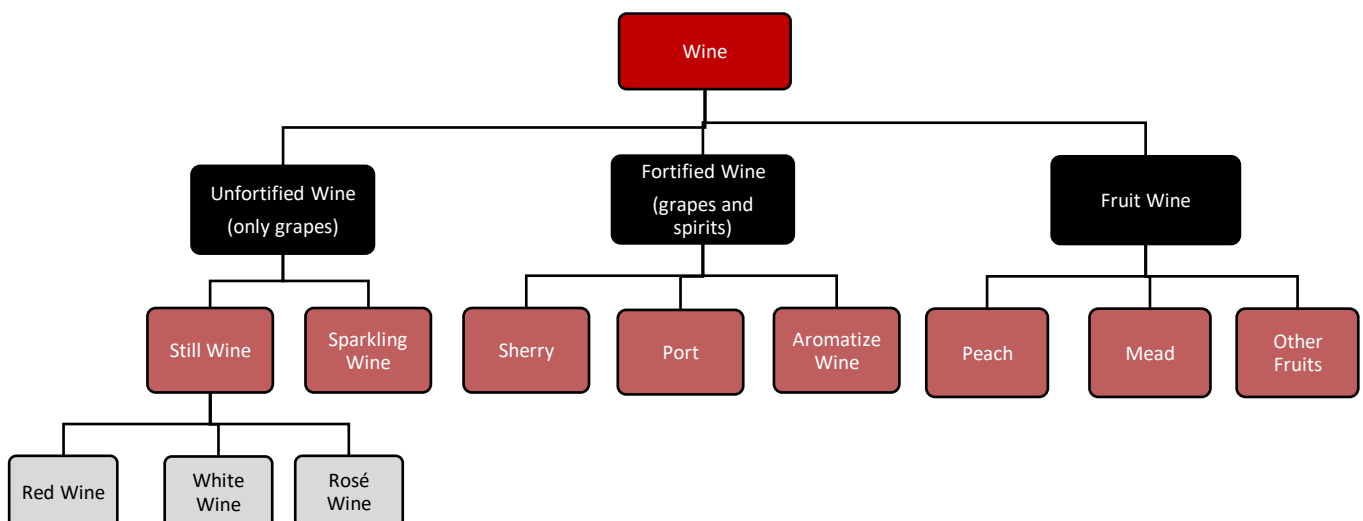 Wine
Unfortified Wine
(only grapes)
Fortified Wine
(grapes and
spirits)
Fruit Wine
Still Wine
Sparkling
Wine
Sherry
Port
Aromatize
Wine
Peach
Mead
Other
Fruits
Red Wine
White
Wine
Rosé
Wine